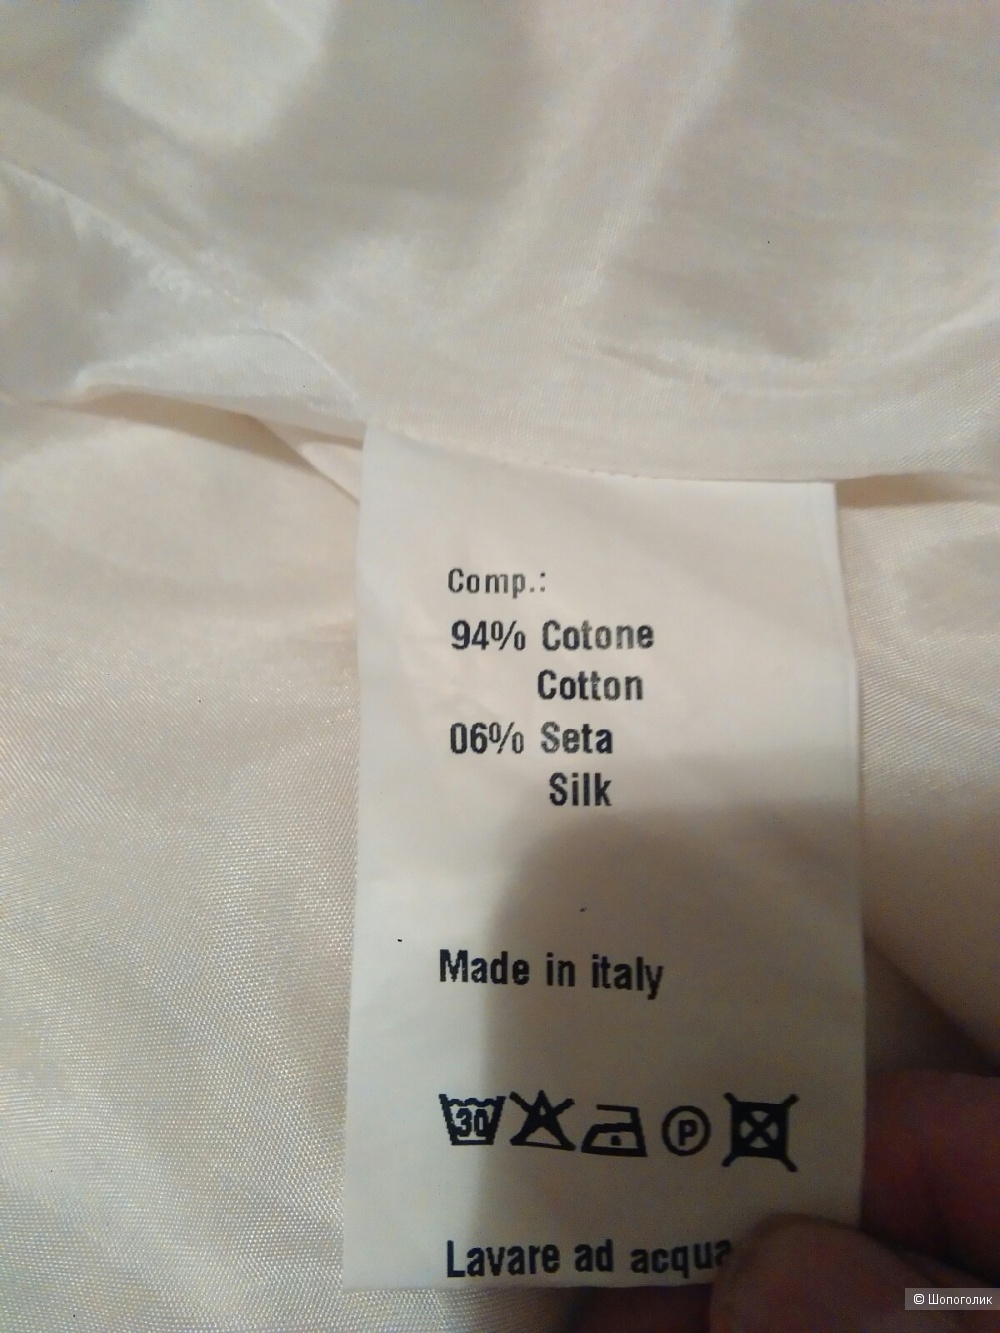 Comp.:
94% Cotone
Cotton
06% Seta
Silk
Made in italy
30
P
Lavare ad acqua
© Шопоголик